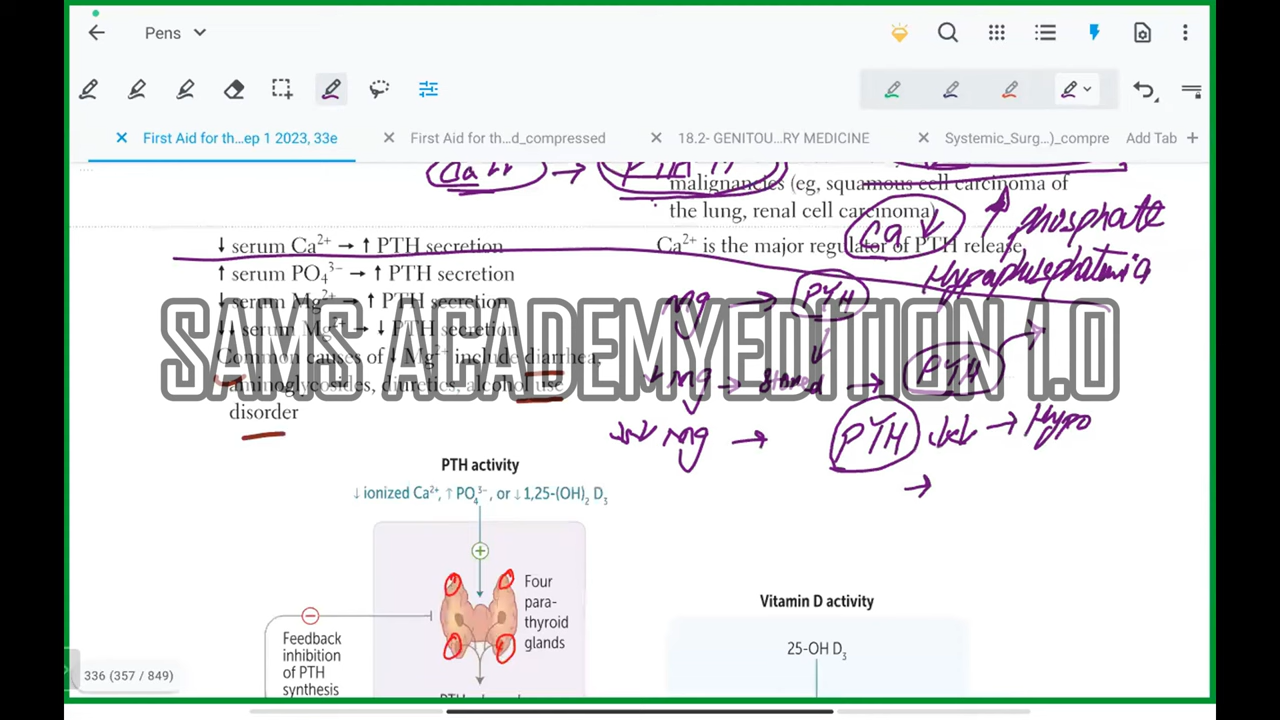 Pens
First Aid for th...ep 1 2023, 33e
First Aid for th...d_compressed
18.2- GENITOU...RY MEDICINE
Systemic_Surg...)_compre
Add Tab
Ca++ → PTH
malignancies (eg, squamous cell carcinoma of
the lung, renal cell carcinoma)
phosphate
↓ serum Ca²⁺ → ↑ PTH secretion
Ca²⁺ is the major regulator of PTH release
Ca ↓
Hypophosphatemia
↑ serum PO₄³⁻ → ↑ PTH secretion
↓ serum Mg²⁺ → ↑ PTH secretion
Mg → PTH
↓↓ serum Mg²⁺ → ↓ PTH secretion
SAMS ACADEMYEDITION 1.0
Common causes of ↓ Mg²⁺ include diarrhea,
aminoglycosides, diuretics, alcohol use
disorder
↓ Mg → stored → PTH
↓↓ Mg → PTH ↓↓↓ → Hypo
→
PTH activity
↓ ionized Ca²⁺, ↑ PO₄³⁻, or ↓ 1,25-(OH)₂ D₃
Four
para-
thyroid
glands
Feedback
inhibition
of PTH
synthesis
Vitamin D activity
25-OH D₃
336 (357 / 849)